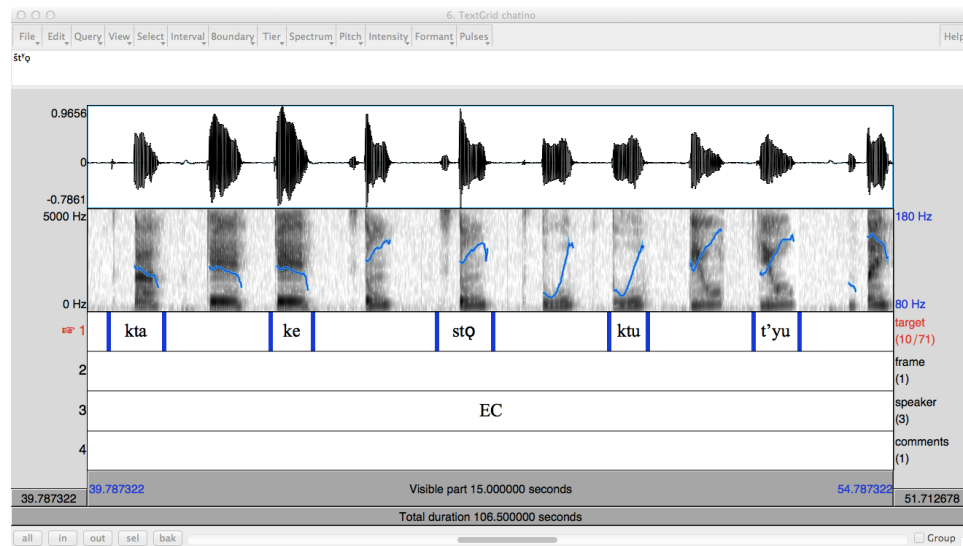 6. TextGrid chatino
File Edit Query View Select Interval Boundary Tier Spectrum Pitch Intensity Formant Pulses Help
štʸǫ
0.9656
0
-0.7861
5000 Hz 180 Hz
0 Hz 80 Hz
☞ 1 kta ke stǪ ktu t’yu target
(10/71)
2 frame
(1)
3 EC speaker
(3)
4 comments
(1)
39.787322 39.787322 Visible part 15.000000 seconds 54.787322 51.712678
Total duration 106.500000 seconds
all in out sel bak Group